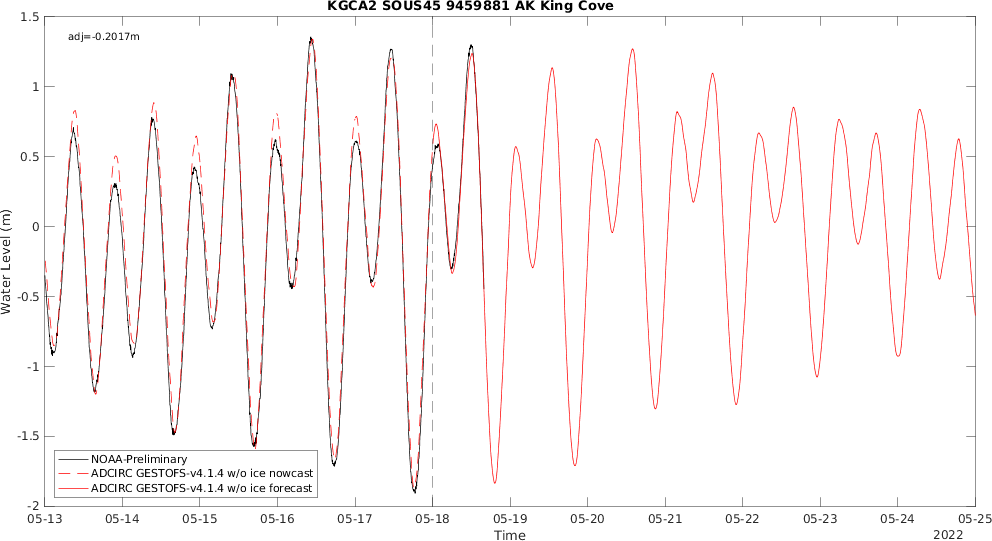 KGCA2 SOUS45 9459881 AK King Cove
adj=-0.2017m
1.5
1
0.5
0
-0.5
-1
-1.5
-2
Water Level (m)
NOAA-Preliminary
ADCIRC GESTOFS-v4.1.4 w/o ice nowcast
ADCIRC GESTOFS-v4.1.4 w/o ice forecast
05-13 05-14 05-15 05-16 05-17 05-18 05-19 05-20 05-21 05-22 05-23 05-24 05-25
Time
2022